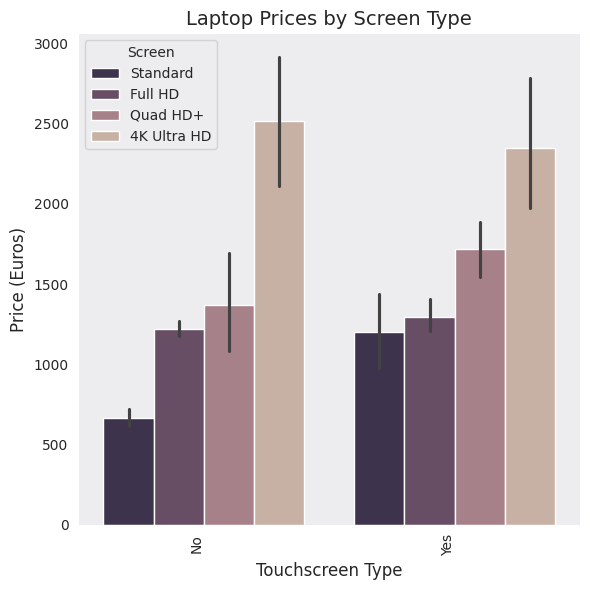 Laptop Prices by Screen Type
Screen
Standard
Full HD
Quad HD+
4K Ultra HD
Price (Euros)
3000
2500
2000
1500
1000
500
0
No
Yes
Touchscreen Type